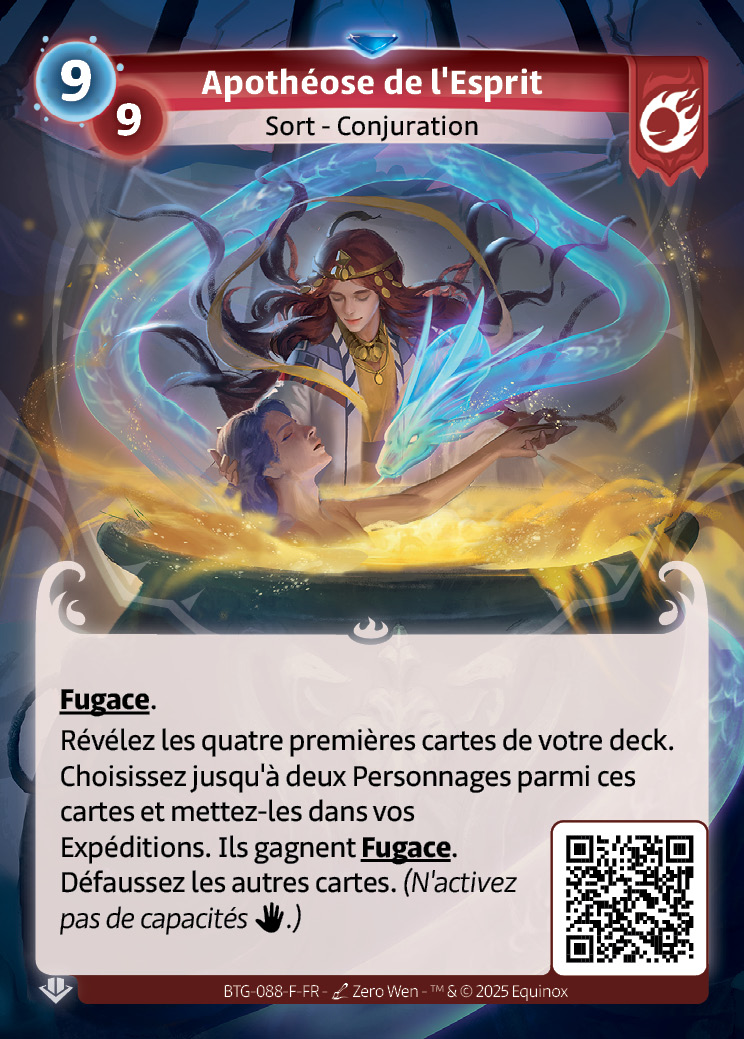 9
9
Apothéose de l'Esprit
Sort - Conjuration
Fugace.
Révélez les quatre premières cartes de votre deck.
Choisissez jusqu'à deux Personnages parmi ces
cartes et mettez-les dans vos
Expéditions. Ils gagnent Fugace.
Défaussez les autres cartes. (N'activez
pas de capacités .)
BTG-088-F-FR - Zero Wen - ™ & © 2025 Equinox